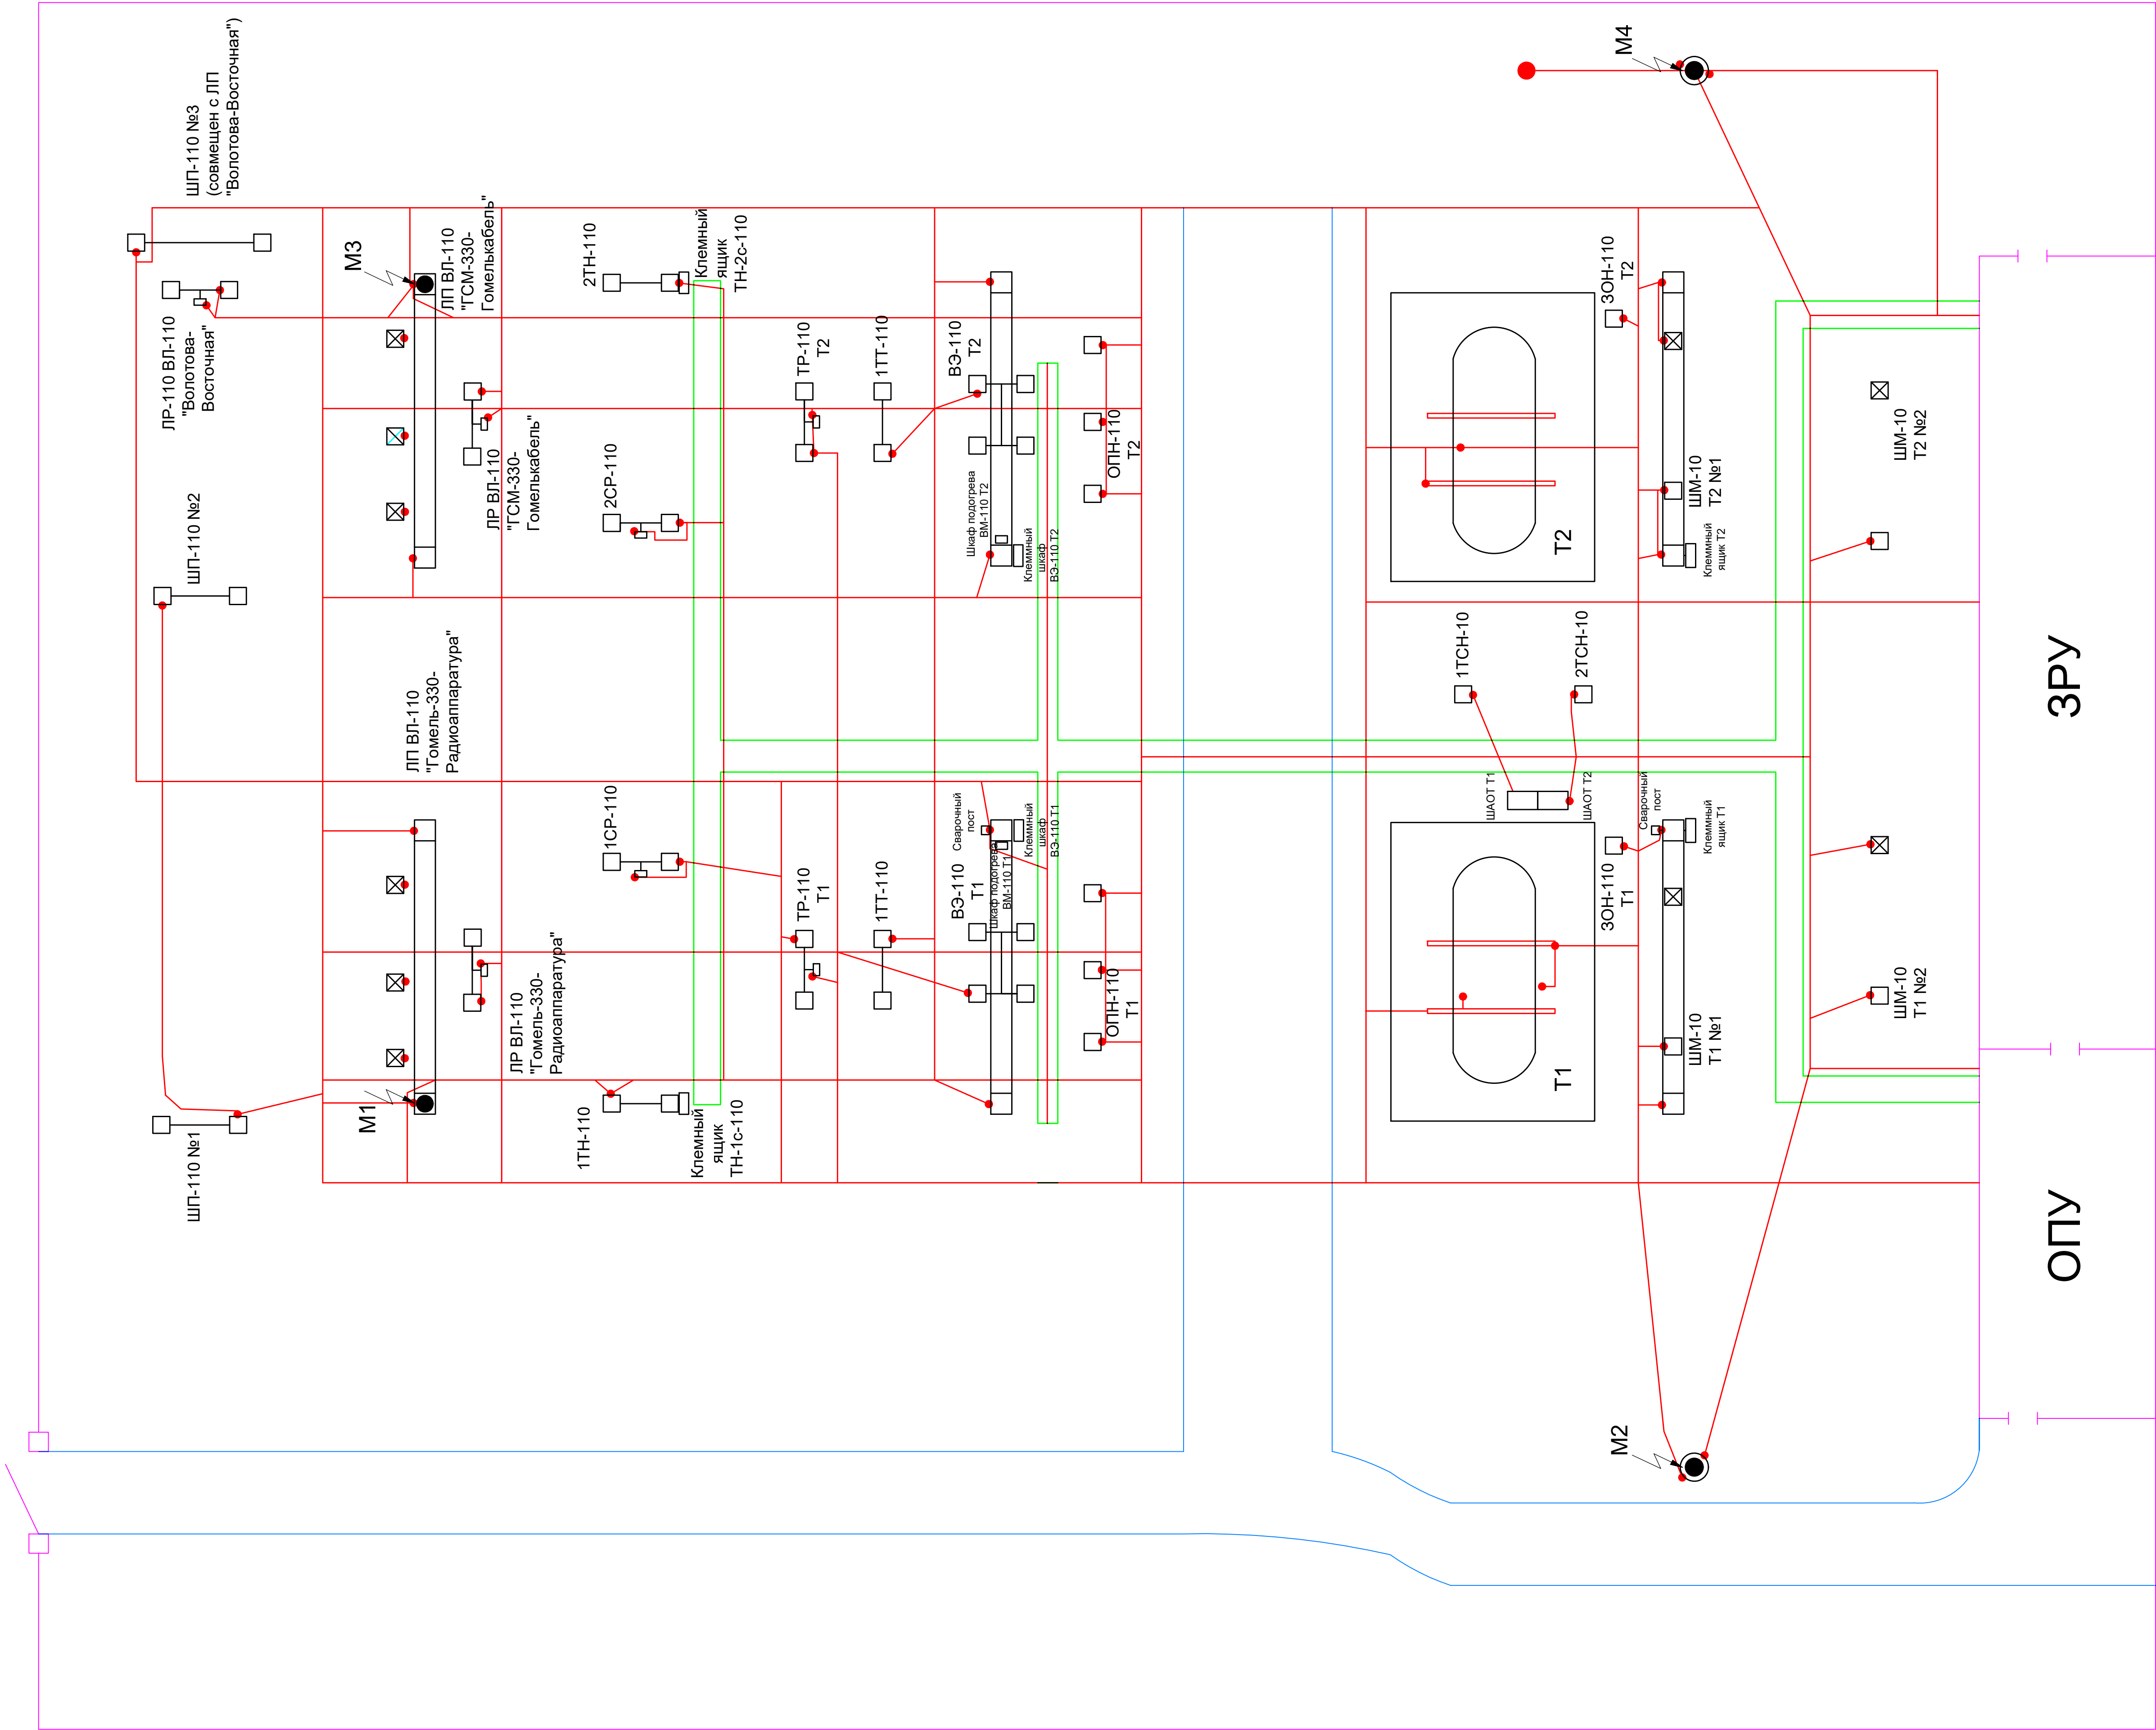 ШП-110 №3
(совмещен с ЛП
"Волотова-Восточная")
ЛР-110 ВЛ-110
"Волотова-
Восточная"
ШП-110 №2
ШП-110 №1
М3
ЛП ВЛ-110
"ГСМ-330-
Гомелькабель"
ЛР ВЛ-110
"ГСМ-330-
Гомелькабель"
ЛП ВЛ-110
"Гомель-330-
Радиоаппаратура"
М1
ЛР ВЛ-110
"Гомель-330-
Радиоаппаратура"
2ТН-110
Клемный
ящик
ТН-2с-110
2СР-110
1СР-110
1ТН-110
Клемный
ящик
ТН-1с-110
ТР-110
Т2
1ТТ-110
ВЭ-110
Т2
Шкаф подогрева
ВМ-110 Т2
Клеммный
шкаф
ВЭ-110 Т2
ОПН-110
Т2
ТР-110
Т1
1ТТ-110
Сварочный
пост
ВЭ-110
Т1
Шкаф подогрева
ВМ-110 Т1
Клеммный
шкаф
ВЭ-110 Т1
ОПН-110
Т1
М4
ЗОН-110
Т2
Т2
ШМ-10
Т2 №1
Клеммный
ящик Т2
ШМ-10
Т2 №2
1ТСН-10
2ТСН-10
ШАОТ Т1
ШАОТ Т2
Сварочный
пост
Клеммный
ящик Т1
ЗОН-110
Т1
Т1
ШМ-10
Т1 №1
ШМ-10
Т1 №2
М2
ЗРУ
ОПУ